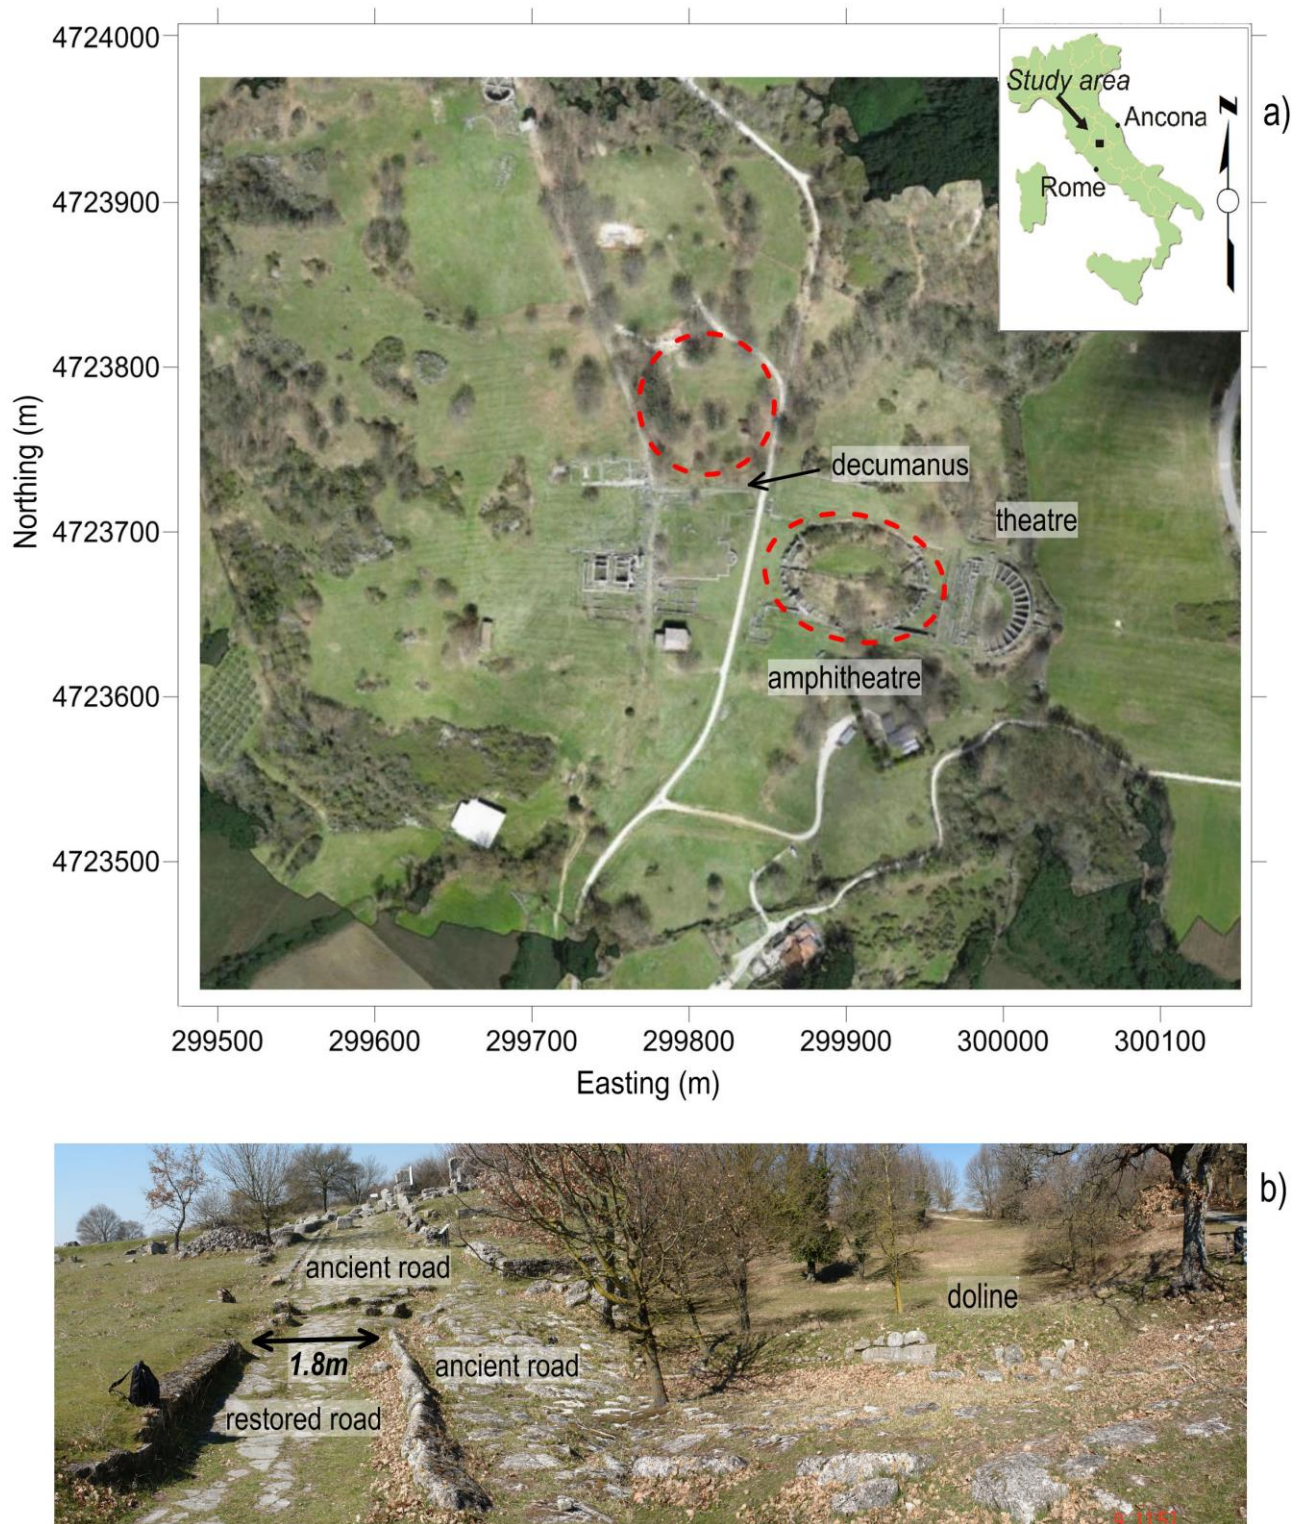 4724000
4723900
4723800
4723700
4723600
4723500
Northing (m)
Study area
Ancona
Rome
N
a)
decumanus
theatre
amphitheatre
299500 299600 299700 299800 299900 300000 300100
Easting (m)
b)
ancient road
doline
1.8m
ancient road
restored road